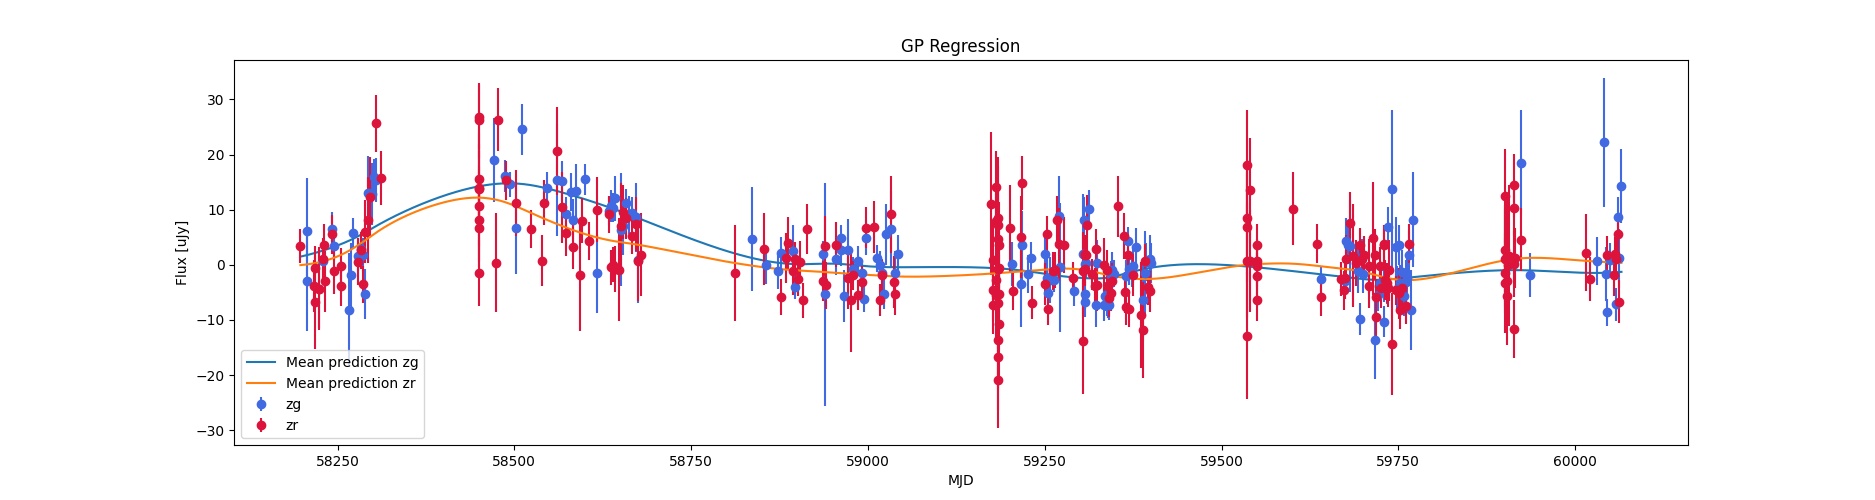 GP Regression
Flux [uJy]
30
20
10
0
−10
−20
−30
Mean prediction zg
Mean prediction zr
zg
zr
58250
58500
58750
59000
59250
59500
59750
60000
MJD